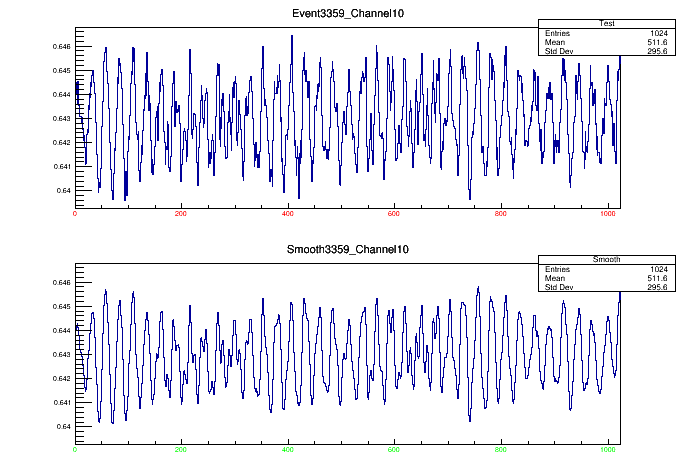 Event3359_Channel10
Test
Entries 1024
Mean 511.6
Std Dev 295.6
0.646
0.645
0.644
0.643
0.642
0.641
0.64
0 200 400 600 800 1000
Smooth3359_Channel10
Smooth
Entries 1024
Mean 511.6
Std Dev 295.6
0.646
0.645
0.644
0.643
0.642
0.641
0.64
0 200 400 600 800 1000